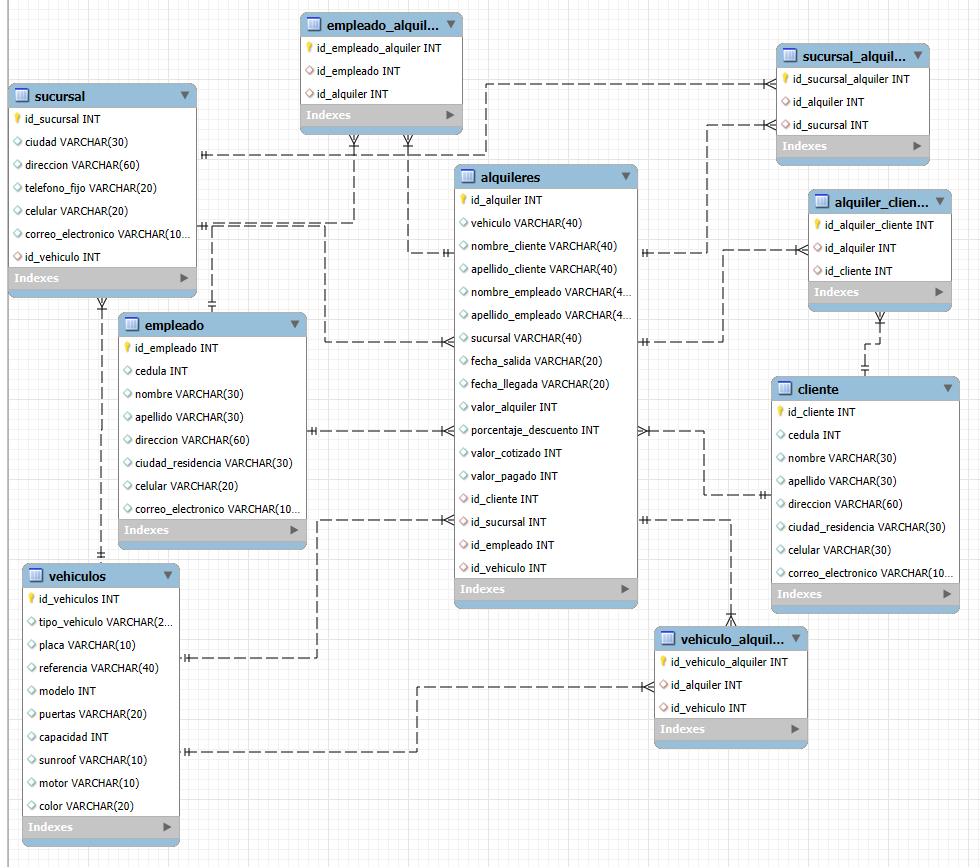 empleado_alquil...
id_empleado_alquiler INT
id_empleado INT
id_alquiler INT
Indexes
sucursal_alquil...
id_sucursal_alquiler INT
id_alquiler INT
id_sucursal INT
Indexes
sucursal
id_sucursal INT
ciudad VARCHAR(30)
direccion VARCHAR(60)
telefono_fijo VARCHAR(20)
celular VARCHAR(20)
correo_electronico VARCHAR(10...
id_vehiculo INT
Indexes
alquileres
id_alquiler INT
vehiculo VARCHAR(40)
nombre_cliente VARCHAR(40)
apellido_cliente VARCHAR(40)
nombre_empleado VARCHAR(4...
apellido_empleado VARCHAR(4...
sucursal VARCHAR(40)
fecha_salida VARCHAR(20)
fecha_llegada VARCHAR(20)
valor_alquiler INT
porcentaje_descuento INT
valor_cotizado INT
valor_pagado INT
id_cliente INT
id_sucursal INT
id_empleado INT
id_vehiculo INT
Indexes
alquiler_clien...
id_alquiler_cliente INT
id_alquiler INT
id_cliente INT
Indexes
empleado
id_empleado INT
cedula INT
nombre VARCHAR(30)
apellido VARCHAR(30)
direccion VARCHAR(60)
ciudad_residencia VARCHAR(30)
celular VARCHAR(20)
correo_electronico VARCHAR(10...
Indexes
cliente
id_cliente INT
cedula INT
nombre VARCHAR(30)
apellido VARCHAR(30)
direccion VARCHAR(60)
ciudad_residencia VARCHAR(30)
celular VARCHAR(30)
correo_electronico VARCHAR(10...
Indexes
vehiculos
id_vehiculos INT
tipo_vehiculo VARCHAR(2...
placa VARCHAR(10)
referencia VARCHAR(40)
modelo INT
puertas VARCHAR(20)
capacidad INT
sunroof VARCHAR(10)
motor VARCHAR(10)
color VARCHAR(20)
Indexes
vehiculo_alquil...
id_vehiculo_alquiler INT
id_alquiler INT
id_vehiculo INT
Indexes